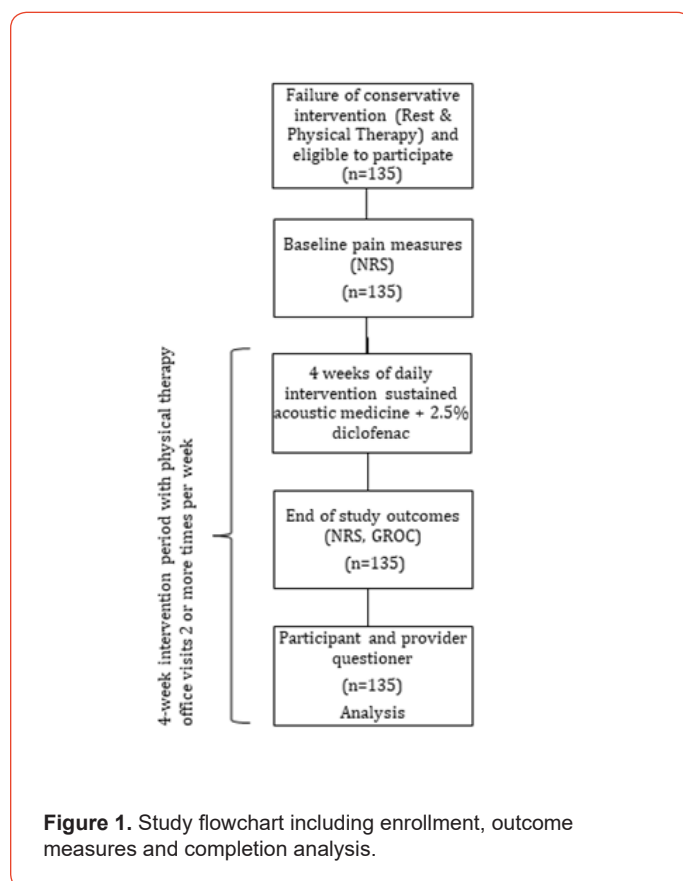 Failure of conservative
intervention (Rest &
Physical Therapy) and
eligible to participate
(n=135)
Baseline pain measures
(NRS)
(n=135)
4-week intervention period with physical therapy
office visits 2 or more times per week
4 weeks of daily
intervention sustained
acoustic medicine + 2.5%
diclofenac
End of study outcomes
(NRS, GROC)
(n=135)
Participant and provider
questioner
(n=135)
Analysis
Figure 1. Study flowchart including enrollment, outcome
measures and completion analysis.